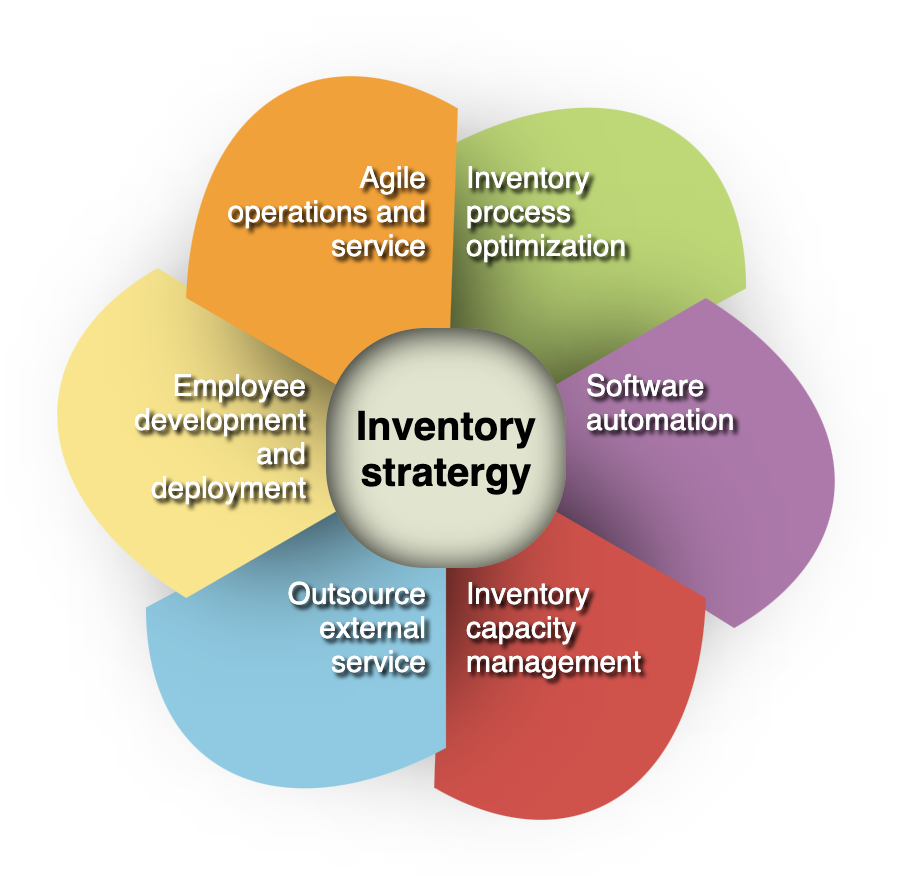 Agile
operations and
service
Inventory
process
optimization
Software
automation
Inventory
capacity
management
Outsource
external
service
Employee
development
and
deployment
Inventory
stratergy